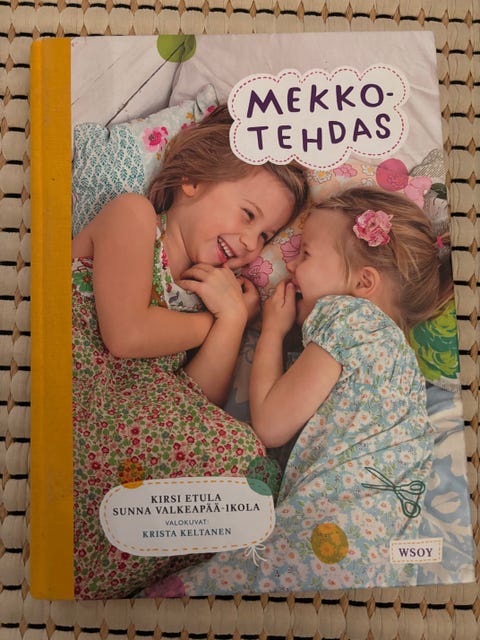 MEKKO-
TEHDAS
KIRSI ETULA
SUNNA VALKEAPÄÄ-IKOLA
VALOKUVAT:
KRISTA KELTANEN
WSOY